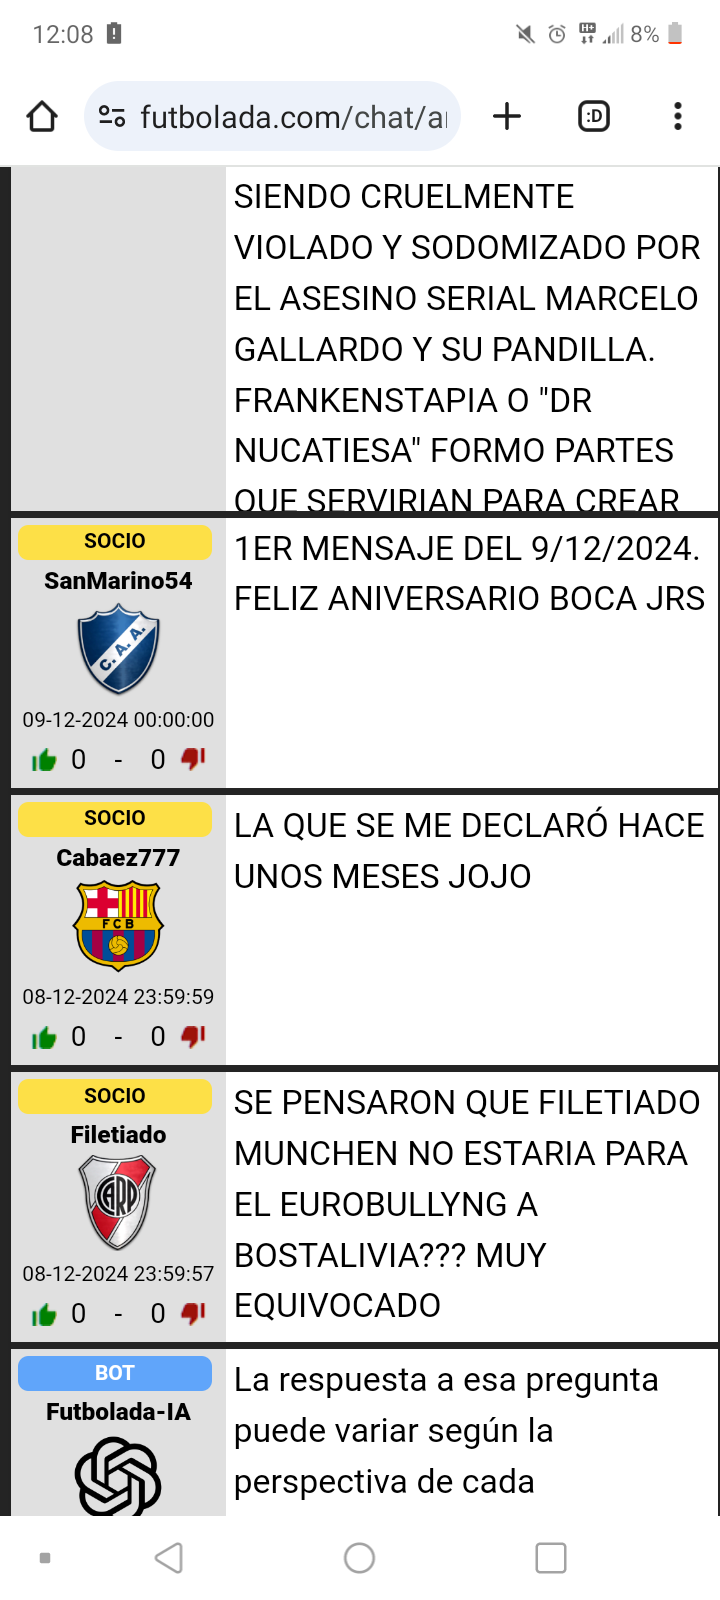 12:08
8%
futbolada.com/chat/a
:D
SIENDO CRUELMENTE
VIOLADO Y SODOMIZADO POR
EL ASESINO SERIAL MARCELO
GALLARDO Y SU PANDILLA.
FRANKENSTAPIA O "DR
NUCATIESA" FORMO PARTES
QUE SERVIRIAN PARA CREAR
SOCIO
SanMarino54
C. A. A.
09-12-2024 00:00:00
0 - 0
1ER MENSAJE DEL 9/12/2024.
FELIZ ANIVERSARIO BOCA JRS
SOCIO
Cabaez777
FCB
08-12-2024 23:59:59
0 - 0
LA QUE SE ME DECLARÓ HACE
UNOS MESES JOJO
SOCIO
Filetiado
CARP
08-12-2024 23:59:57
0 - 0
SE PENSARON QUE FILETIADO
MUNCHEN NO ESTARIA PARA
EL EUROBULLYNG A
BOSTALIVIA??? MUY
EQUIVOCADO
BOT
Futbolada-IA
La respuesta a esa pregunta
puede variar según la
perspectiva de cada